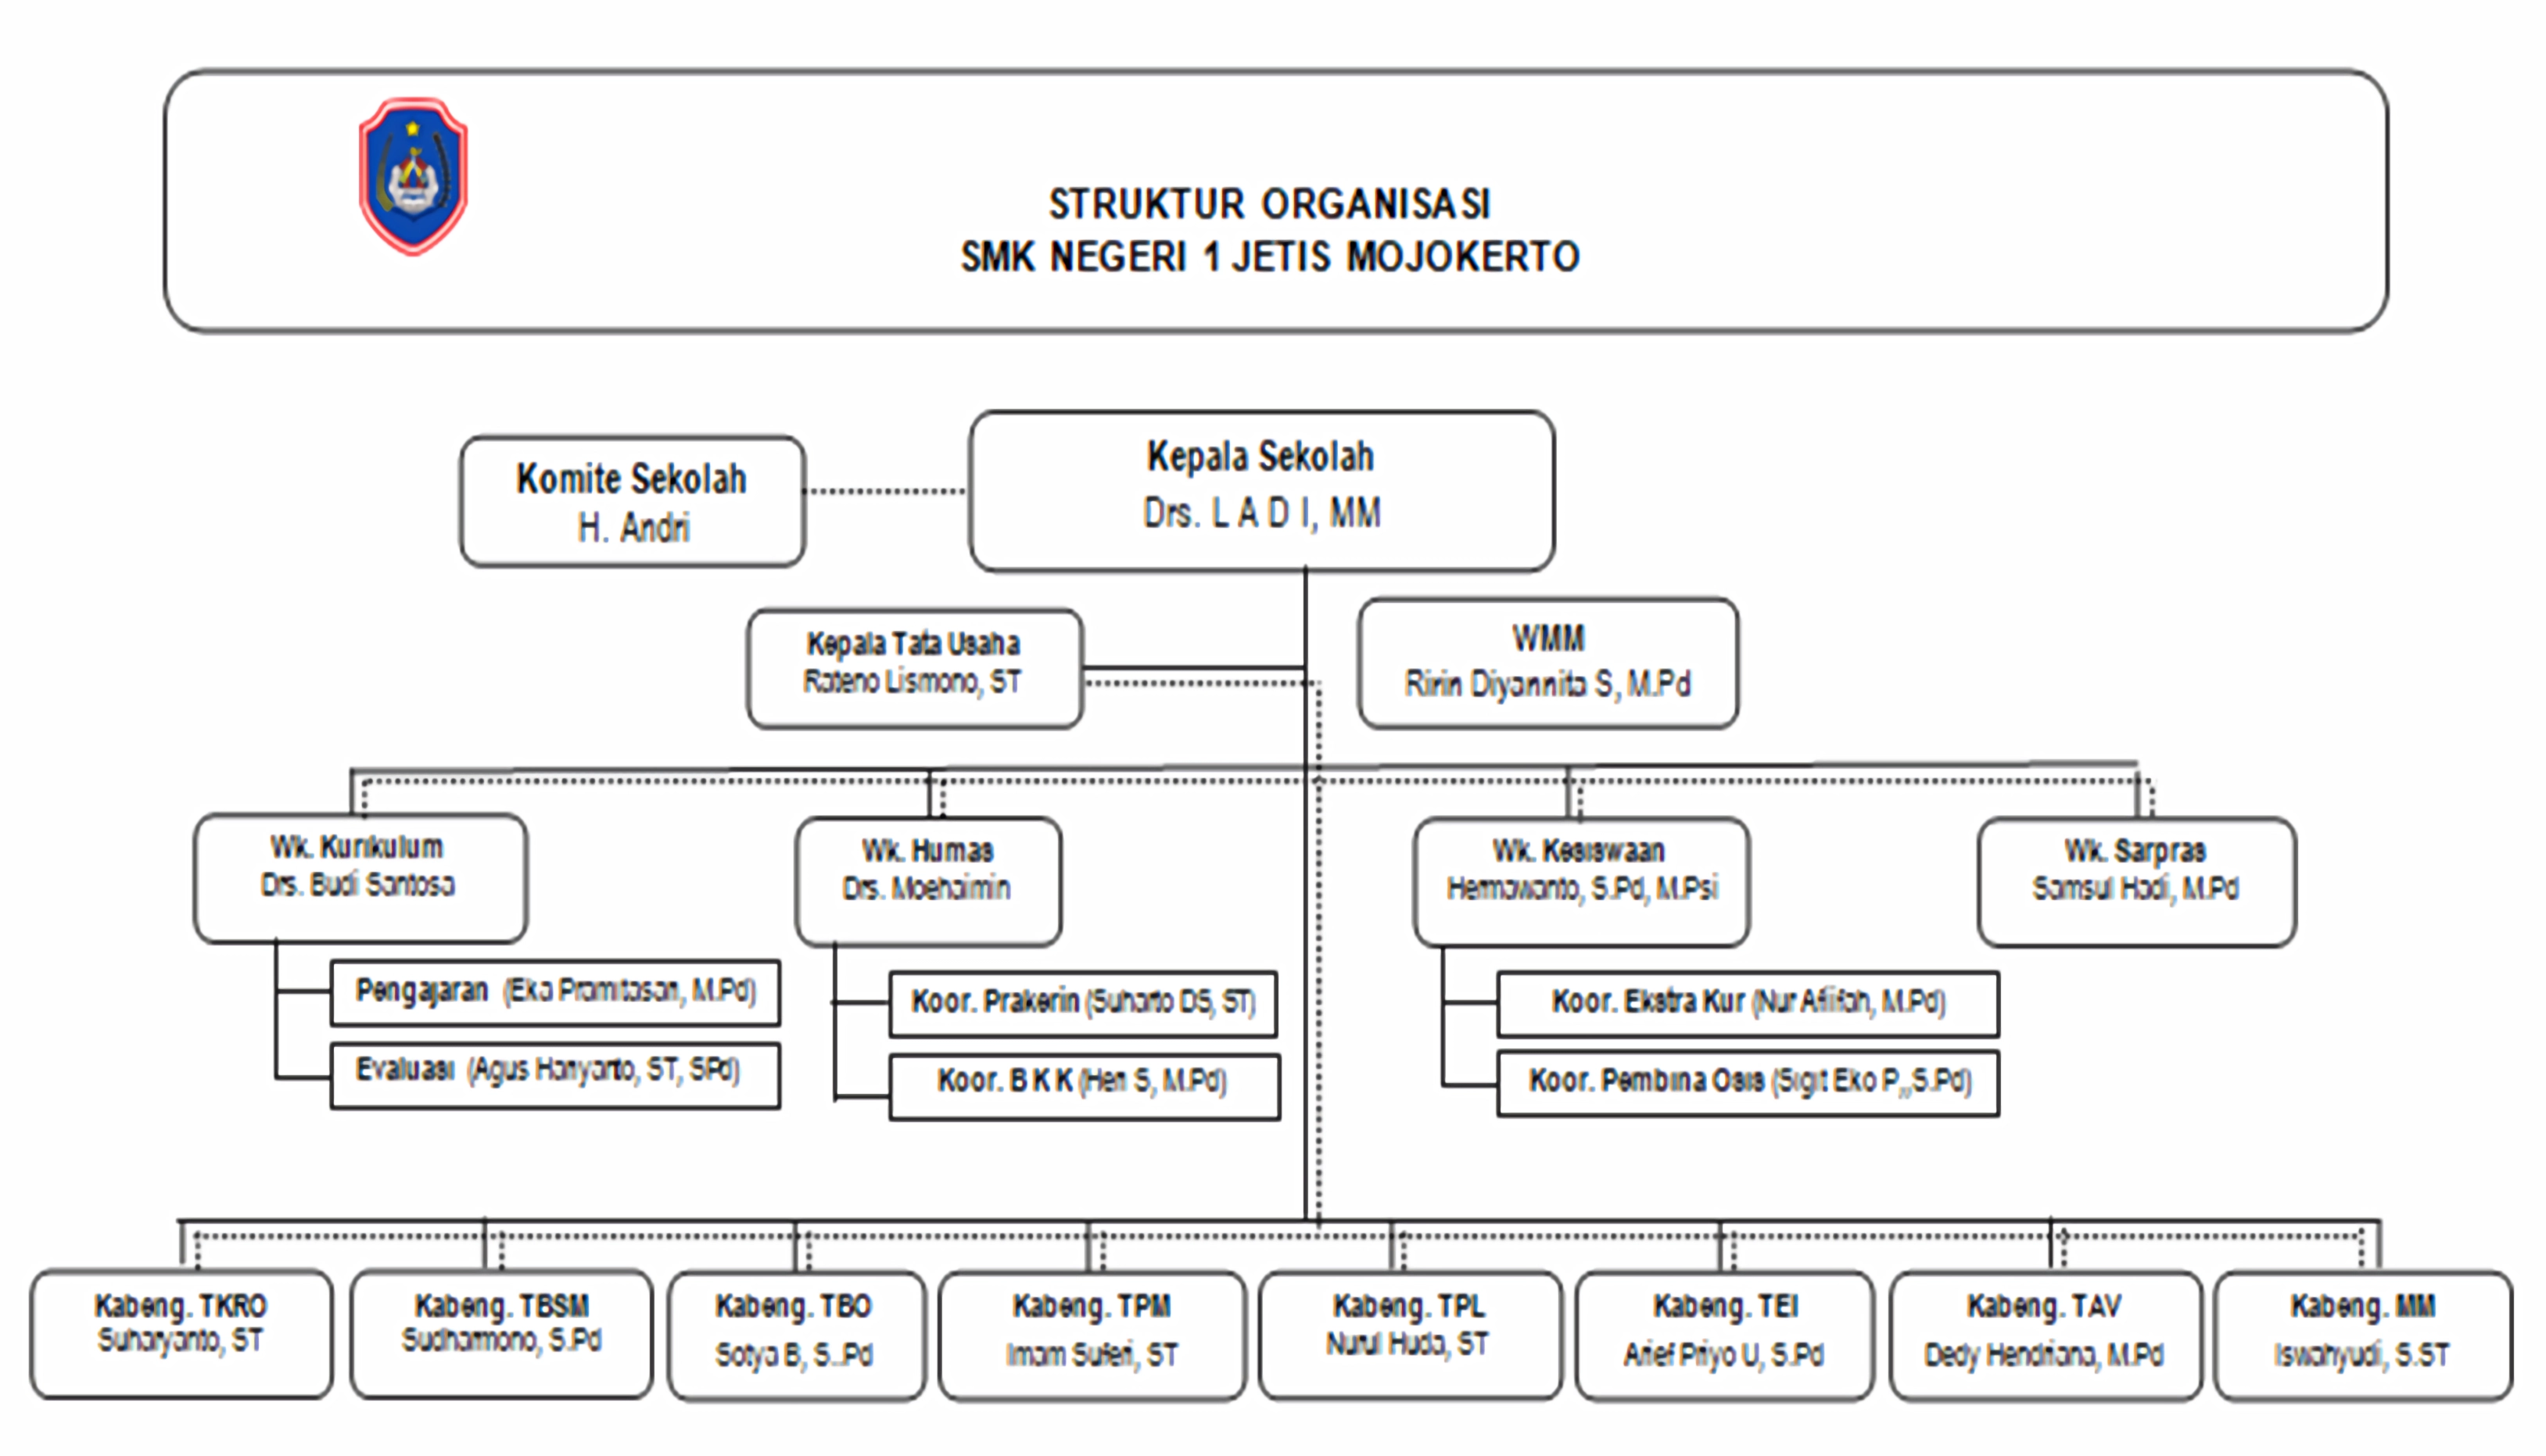 STRUKTUR ORGANISASI
SMK NEGERI 1 JETIS MOJOKERTO
Komite Sekolah
H. Andri
Kepala Sekolah
Drs. L A D I, MM
Kepala Tata Usaha
Rateno Lismono, ST
WMM
Ririn Diyannita S, M.Pd
Wk. Kurikulum
Drs. Budi Santosa
Wk. Humas
Drs. Moehaimin
Wk. Kesiswaan
Hermawanto, S.Pd, M.Psi
Wk. Sarpras
Samsul Hadi, M.Pd
Pengajaran (Eka Pramitasari, M.Pd)
Evaluasi (Agus Hariyanto, ST, SPd)
Koor. Prakerin (Suharto DS, ST)
Koor. B K K (Heri S, M.Pd)
Koor. Ekstra Kur (Nur Afiifah, M.Pd)
Koor. Pembina Osis (Sigit Eko P,,S.Pd)
Kabeng. TKRO
Suharyanto, ST
Kabeng. TBSM
Sudharmono, S.Pd
Kabeng. TBO
Sotya B, S..Pd
Kabeng. TPM
Imam Suferi, ST
Kabeng. TPL
Nurul Huda, ST
Kabeng. TEI
Arief Priyo U, S.Pd
Kabeng. TAV
Dedy Hendriana, M.Pd
Kabeng. MM
Iswahyudi, S.ST